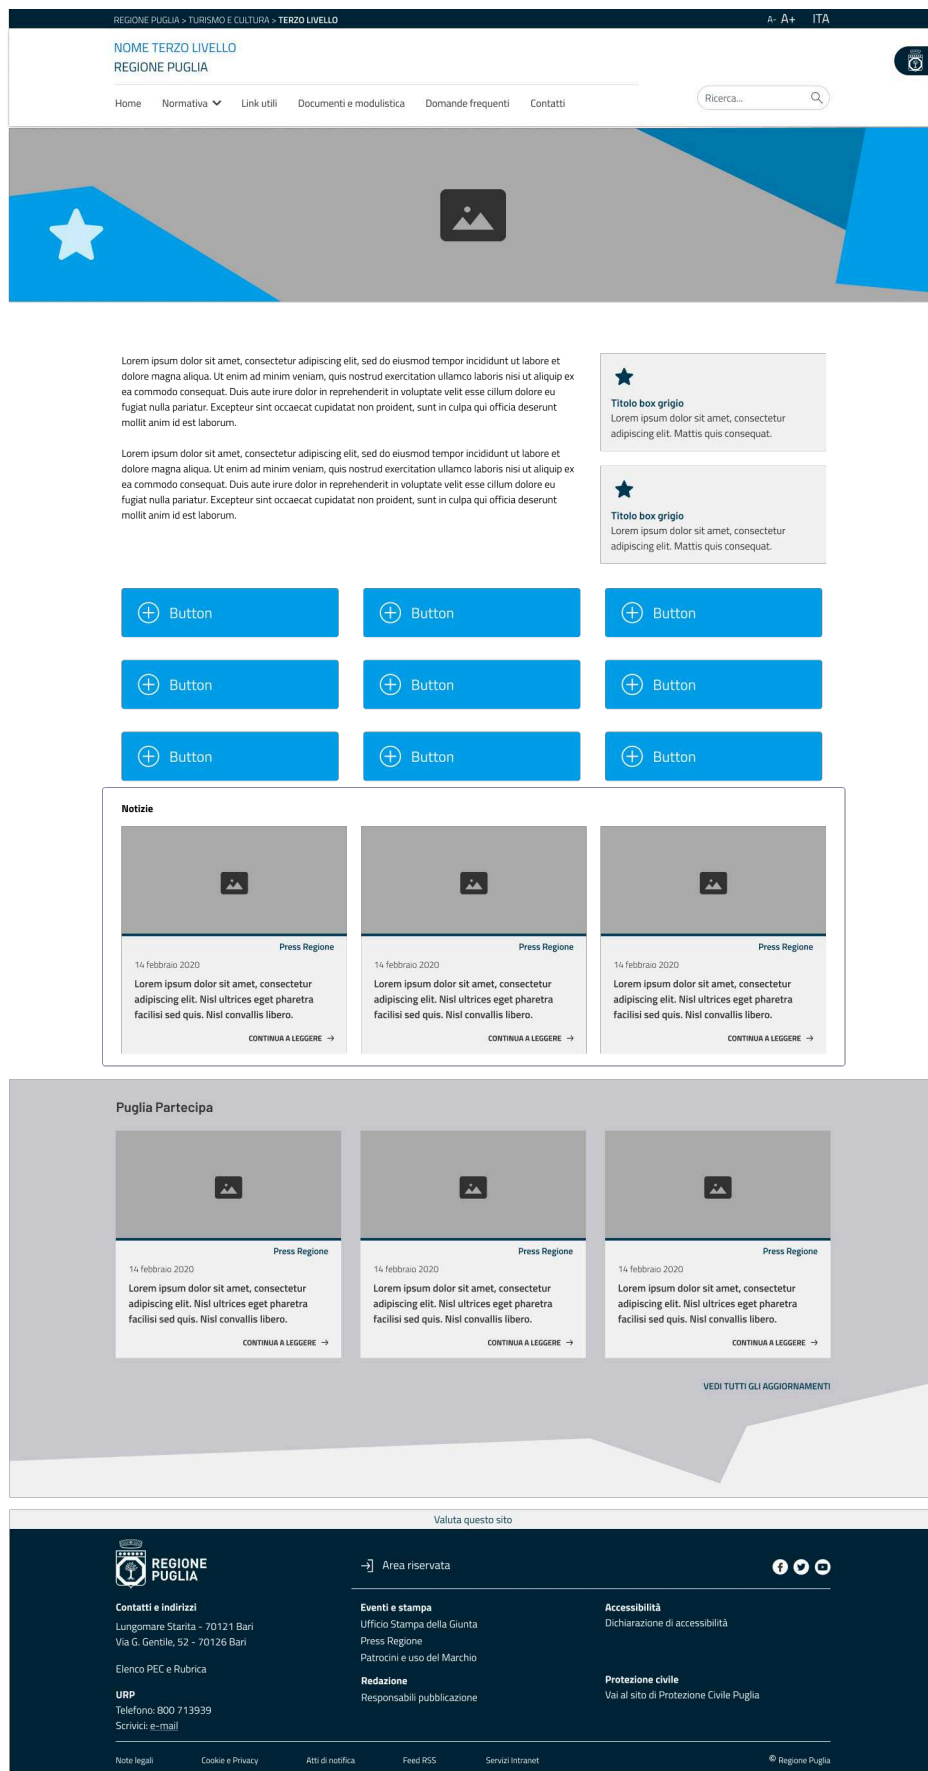 REGIONE PUGLIA > TURISMO E CULTURA > TERZO LIVELLO
A- A+ ITA
NOME TERZO LIVELLO
REGIONE PUGLIA
Home Normativa Link utili Documenti e modulistica Domande frequenti Contatti
Ricerca...
Lorem ipsum dolor sit amet, consectetur adipiscing elit, sed do eiusmod tempor incididunt ut labore et
dolore magna aliqua. Ut enim ad minim veniam, quis nostrud exercitation ullamco laboris nisi ut aliquip ex
ea commodo consequat. Duis aute irure dolor in reprehenderit in voluptate velit esse cillum dolore eu
fugiat nulla pariatur. Excepteur sint occaecat cupidatat non proident, sunt in culpa qui officia deserunt
mollit anim id est laborum.
Lorem ipsum dolor sit amet, consectetur adipiscing elit, sed do eiusmod tempor incididunt ut labore et
dolore magna aliqua. Ut enim ad minim veniam, quis nostrud exercitation ullamco laboris nisi ut aliquip ex
ea commodo consequat. Duis aute irure dolor in reprehenderit in voluptate velit esse cillum dolore eu
fugiat nulla pariatur. Excepteur sint occaecat cupidatat non proident, sunt in culpa qui officia deserunt
mollit anim id est laborum.
Titolo box grigio
Lorem ipsum dolor sit amet, consectetur
adipiscing elit. Mattis quis consequat.
Titolo box grigio
Lorem ipsum dolor sit amet, consectetur
adipiscing elit. Mattis quis consequat.
Button Button Button
Button Button Button
Button Button Button
Notizie
Press Regione
14 febbraio 2020
Lorem ipsum dolor sit amet, consectetur
adipiscing elit. Nisl ultrices eget pharetra
facilisi sed quis. Nisl convallis libero.
CONTINUA A LEGGERE →
Press Regione
14 febbraio 2020
Lorem ipsum dolor sit amet, consectetur
adipiscing elit. Nisl ultrices eget pharetra
facilisi sed quis. Nisl convallis libero.
CONTINUA A LEGGERE →
Press Regione
14 febbraio 2020
Lorem ipsum dolor sit amet, consectetur
adipiscing elit. Nisl ultrices eget pharetra
facilisi sed quis. Nisl convallis libero.
CONTINUA A LEGGERE →
Puglia Partecipa
Press Regione
14 febbraio 2020
Lorem ipsum dolor sit amet, consectetur
adipiscing elit. Nisl ultrices eget pharetra
facilisi sed quis. Nisl convallis libero.
CONTINUA A LEGGERE →
Press Regione
14 febbraio 2020
Lorem ipsum dolor sit amet, consectetur
adipiscing elit. Nisl ultrices eget pharetra
facilisi sed quis. Nisl convallis libero.
CONTINUA A LEGGERE →
Press Regione
14 febbraio 2020
Lorem ipsum dolor sit amet, consectetur
adipiscing elit. Nisl ultrices eget pharetra
facilisi sed quis. Nisl convallis libero.
CONTINUA A LEGGERE →
VEDI TUTTI GLI AGGIORNAMENTI
Valuta questo sito
REGIONE
PUGLIA
Area riservata
Contatti e indirizzi
Lungomare Starita - 70121 Bari
Via G. Gentile, 52 - 70126 Bari
Elenco PEC e Rubrica
URP
Telefono: 800 713939
Scrivici: e-mail
Eventi e stampa
Ufficio Stampa della Giunta
Press Regione
Patrocini e uso del Marchio
Redazione
Responsabili pubblicazione
Accessibilità
Dichiarazione di accessibilità
Protezione civile
Vai al sito di Protezione Civile Puglia
Note legali Cookie e Privacy Atti di notifica Feed RSS Servizi Intranet © Regione Puglia